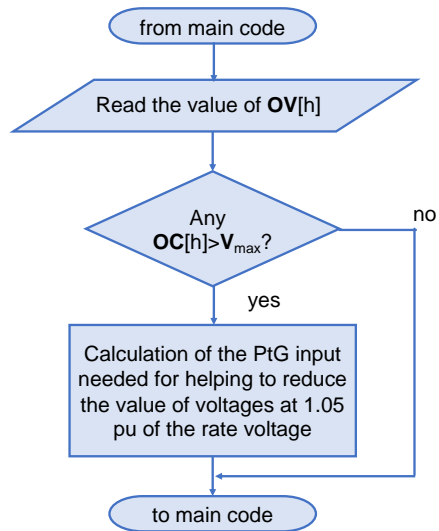 from main code
Read the value of OV[h]
Any
OC[h]>Vmax?
no
yes
Calculation of the PtG input
needed for helping to reduce
the value of voltages at 1.05
pu of the rate voltage
to main code